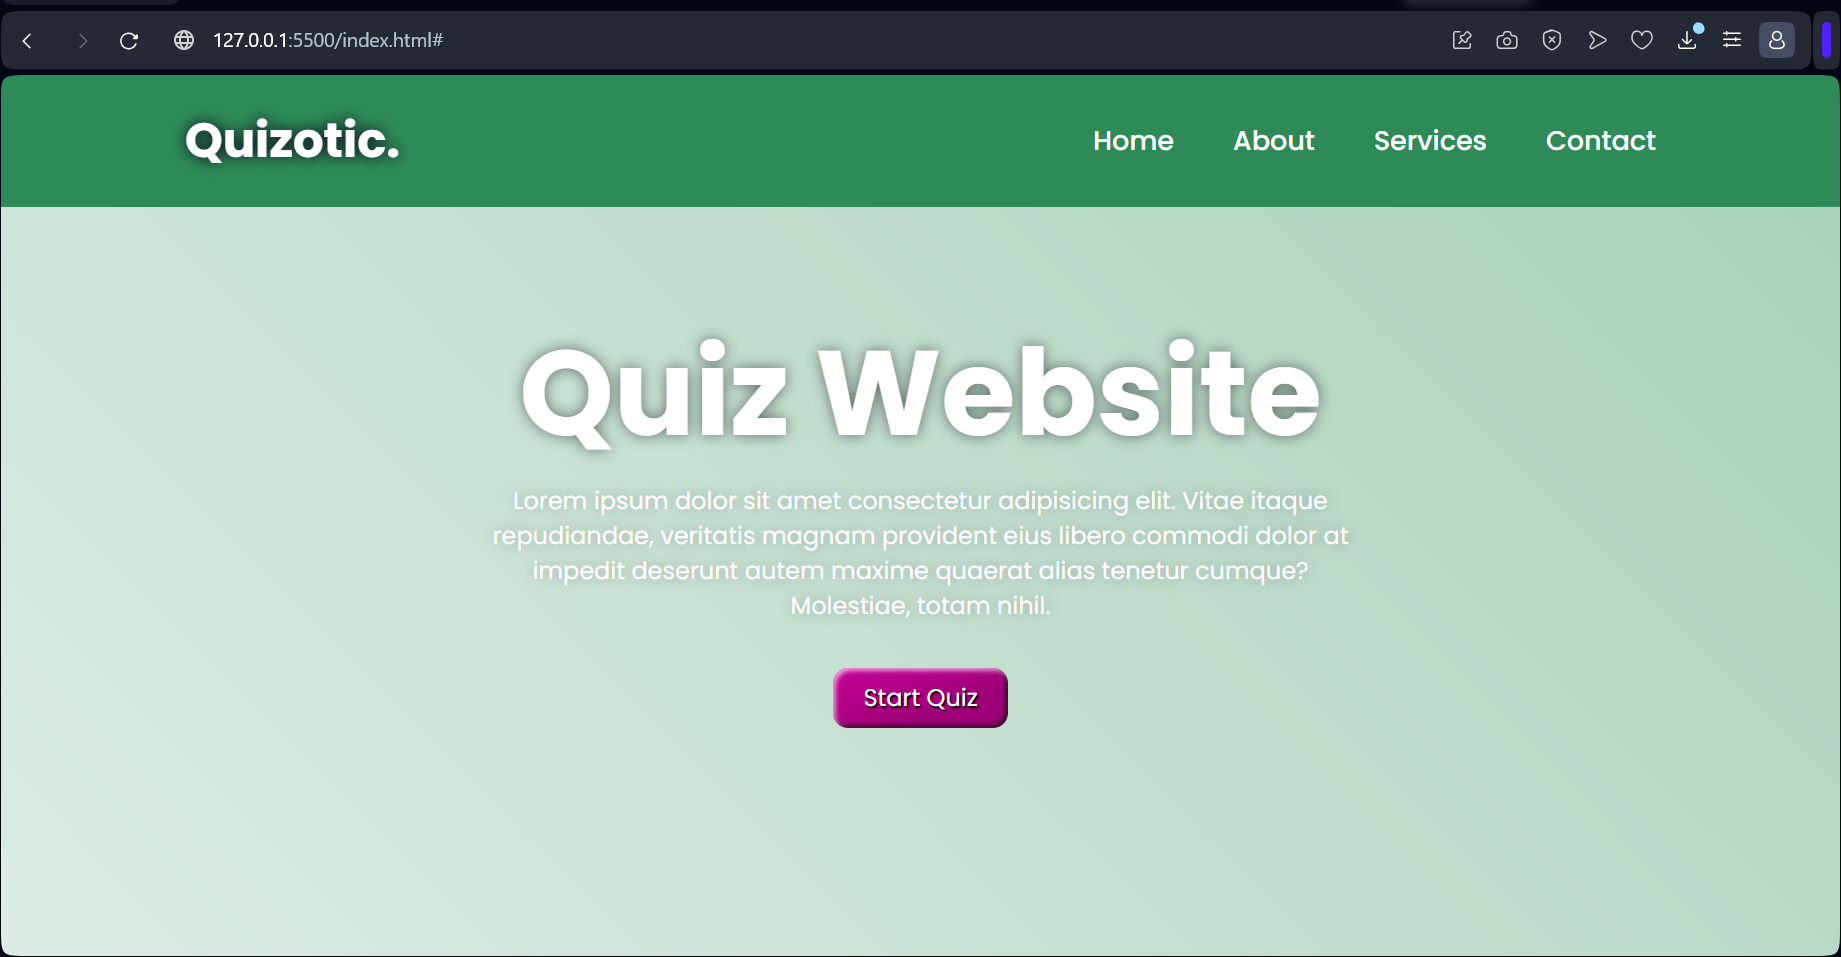 127.0.0.1:5500/index.html#
Quizotic.
Home About Services Contact
Quiz Website
Lorem ipsum dolor sit amet consectetur adipisicing elit. Vitae itaque
repudiandae, veritatis magnam provident eius libero commodi dolor at
impedit deserunt autem maxime quaerat alias tenetur cumque?
Molestiae, totam nihil.
Start Quiz